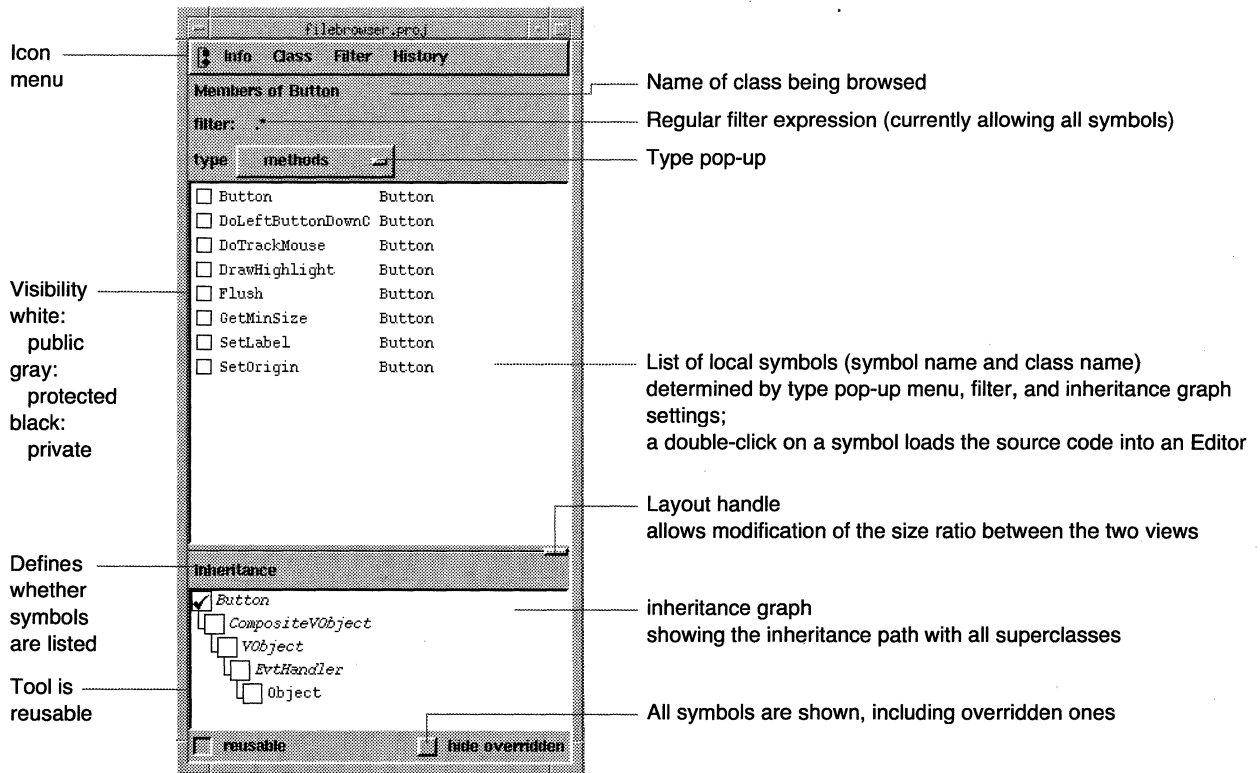 filebrowser.proj
Info Class Filter History
Members of Button
filter: *
type methods
Button Button
DoLeftButtonDownC Button
DoTrackMouse Button
DrawHighlight Button
Flush Button
GetMinSize Button
SetLabel Button
SetOrigin Button
Inheritance
Button
CompositeVObject
VObject
EvtHandler
Object
reusable hide overridden
Icon
menu
Visibility
white:
public
gray:
protected
black:
private
Defines
whether
symbols
are listed
Tool is
reusable
Name of class being browsed
Regular filter expression (currently allowing all symbols)
Type pop-up
List of local symbols (symbol name and class name)
determined by type pop-up menu, filter, and inheritance graph
settings;
a double-click on a symbol loads the source code into an Editor
Layout handle
allows modification of the size ratio between the two views
inheritance graph
showing the inheritance path with all superclasses
All symbols are shown, including overridden ones